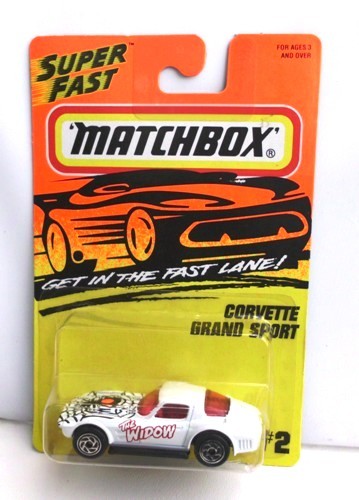 SUPER
FAST
FOR AGES 3
AND OVER
'MATCHBOX'®
GET IN THE FAST LANE!
CORVETTE
GRAND SPORT
THE
WIDOW
#2